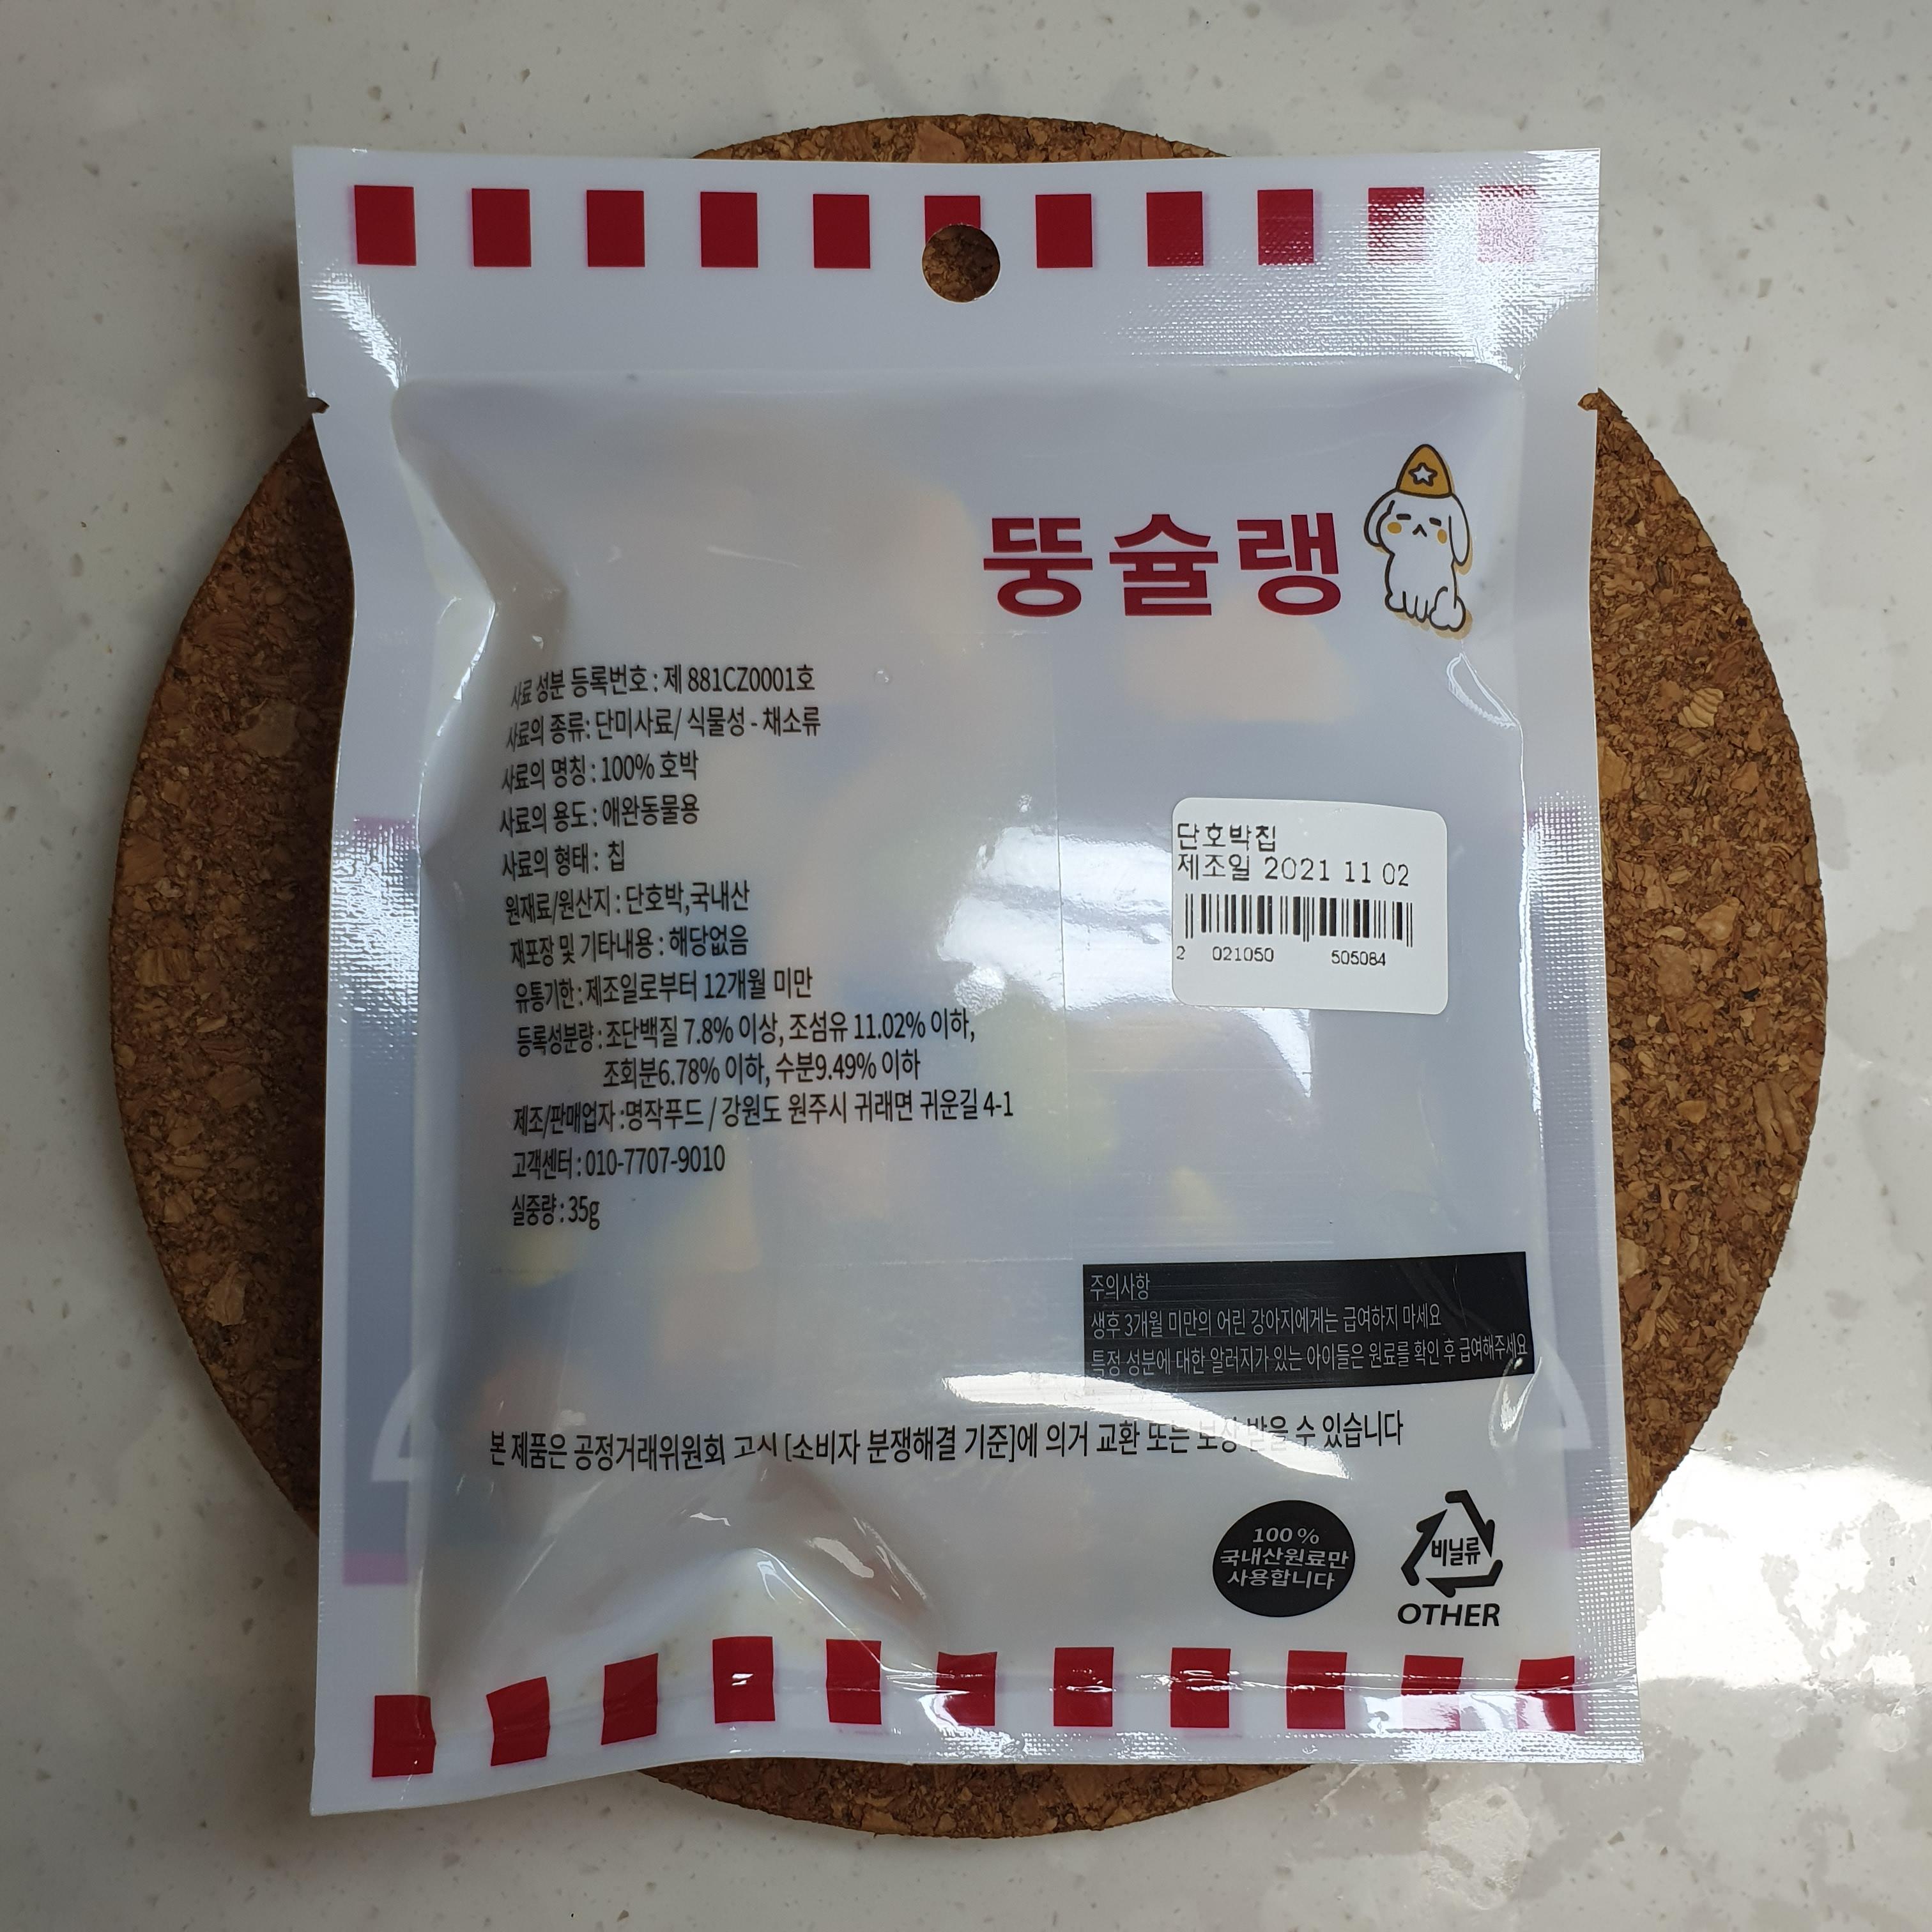 뚱슐랭
사료 성분 등록번호 : 제 881CZ0001호
사료의 종류: 단미사료/ 식물성 - 채소류
사료의 명칭 : 100% 호박
사료의 용도 : 애완동물용
사료의 형태 : 칩
원재료/원산지 : 단호박,국내산
재포장 및 기타내용 : 해당없음
유통기한 : 제조일로부터 12개월 미만
등록성분량 : 조단백질 7.8% 이상, 조섬유 11.02% 이하,
조회분6.78% 이하, 수분9.49% 이하
제조/판매업자 :명작푸드 / 강원도 원주시 귀래면 귀운길 4-1
고객센터 : 010-7707-9010
실중량 : 35g
단호박칩
제조일 2021 11 02
2 021050 505084
주의사항
생후 3개월 미만의 어린 강아지에게는 급여하지 마세요
특정 성분에 대한 알러지가 있는 아이들은 원료를 확인 후 급여해주세요
본 제품은 공정거래위원회 고시 [소비자 분쟁해결 기준]에 의거 교환 또는 보상 받을 수 있습니다
100%
국내산원료만
사용합니다
비닐류
OTHER